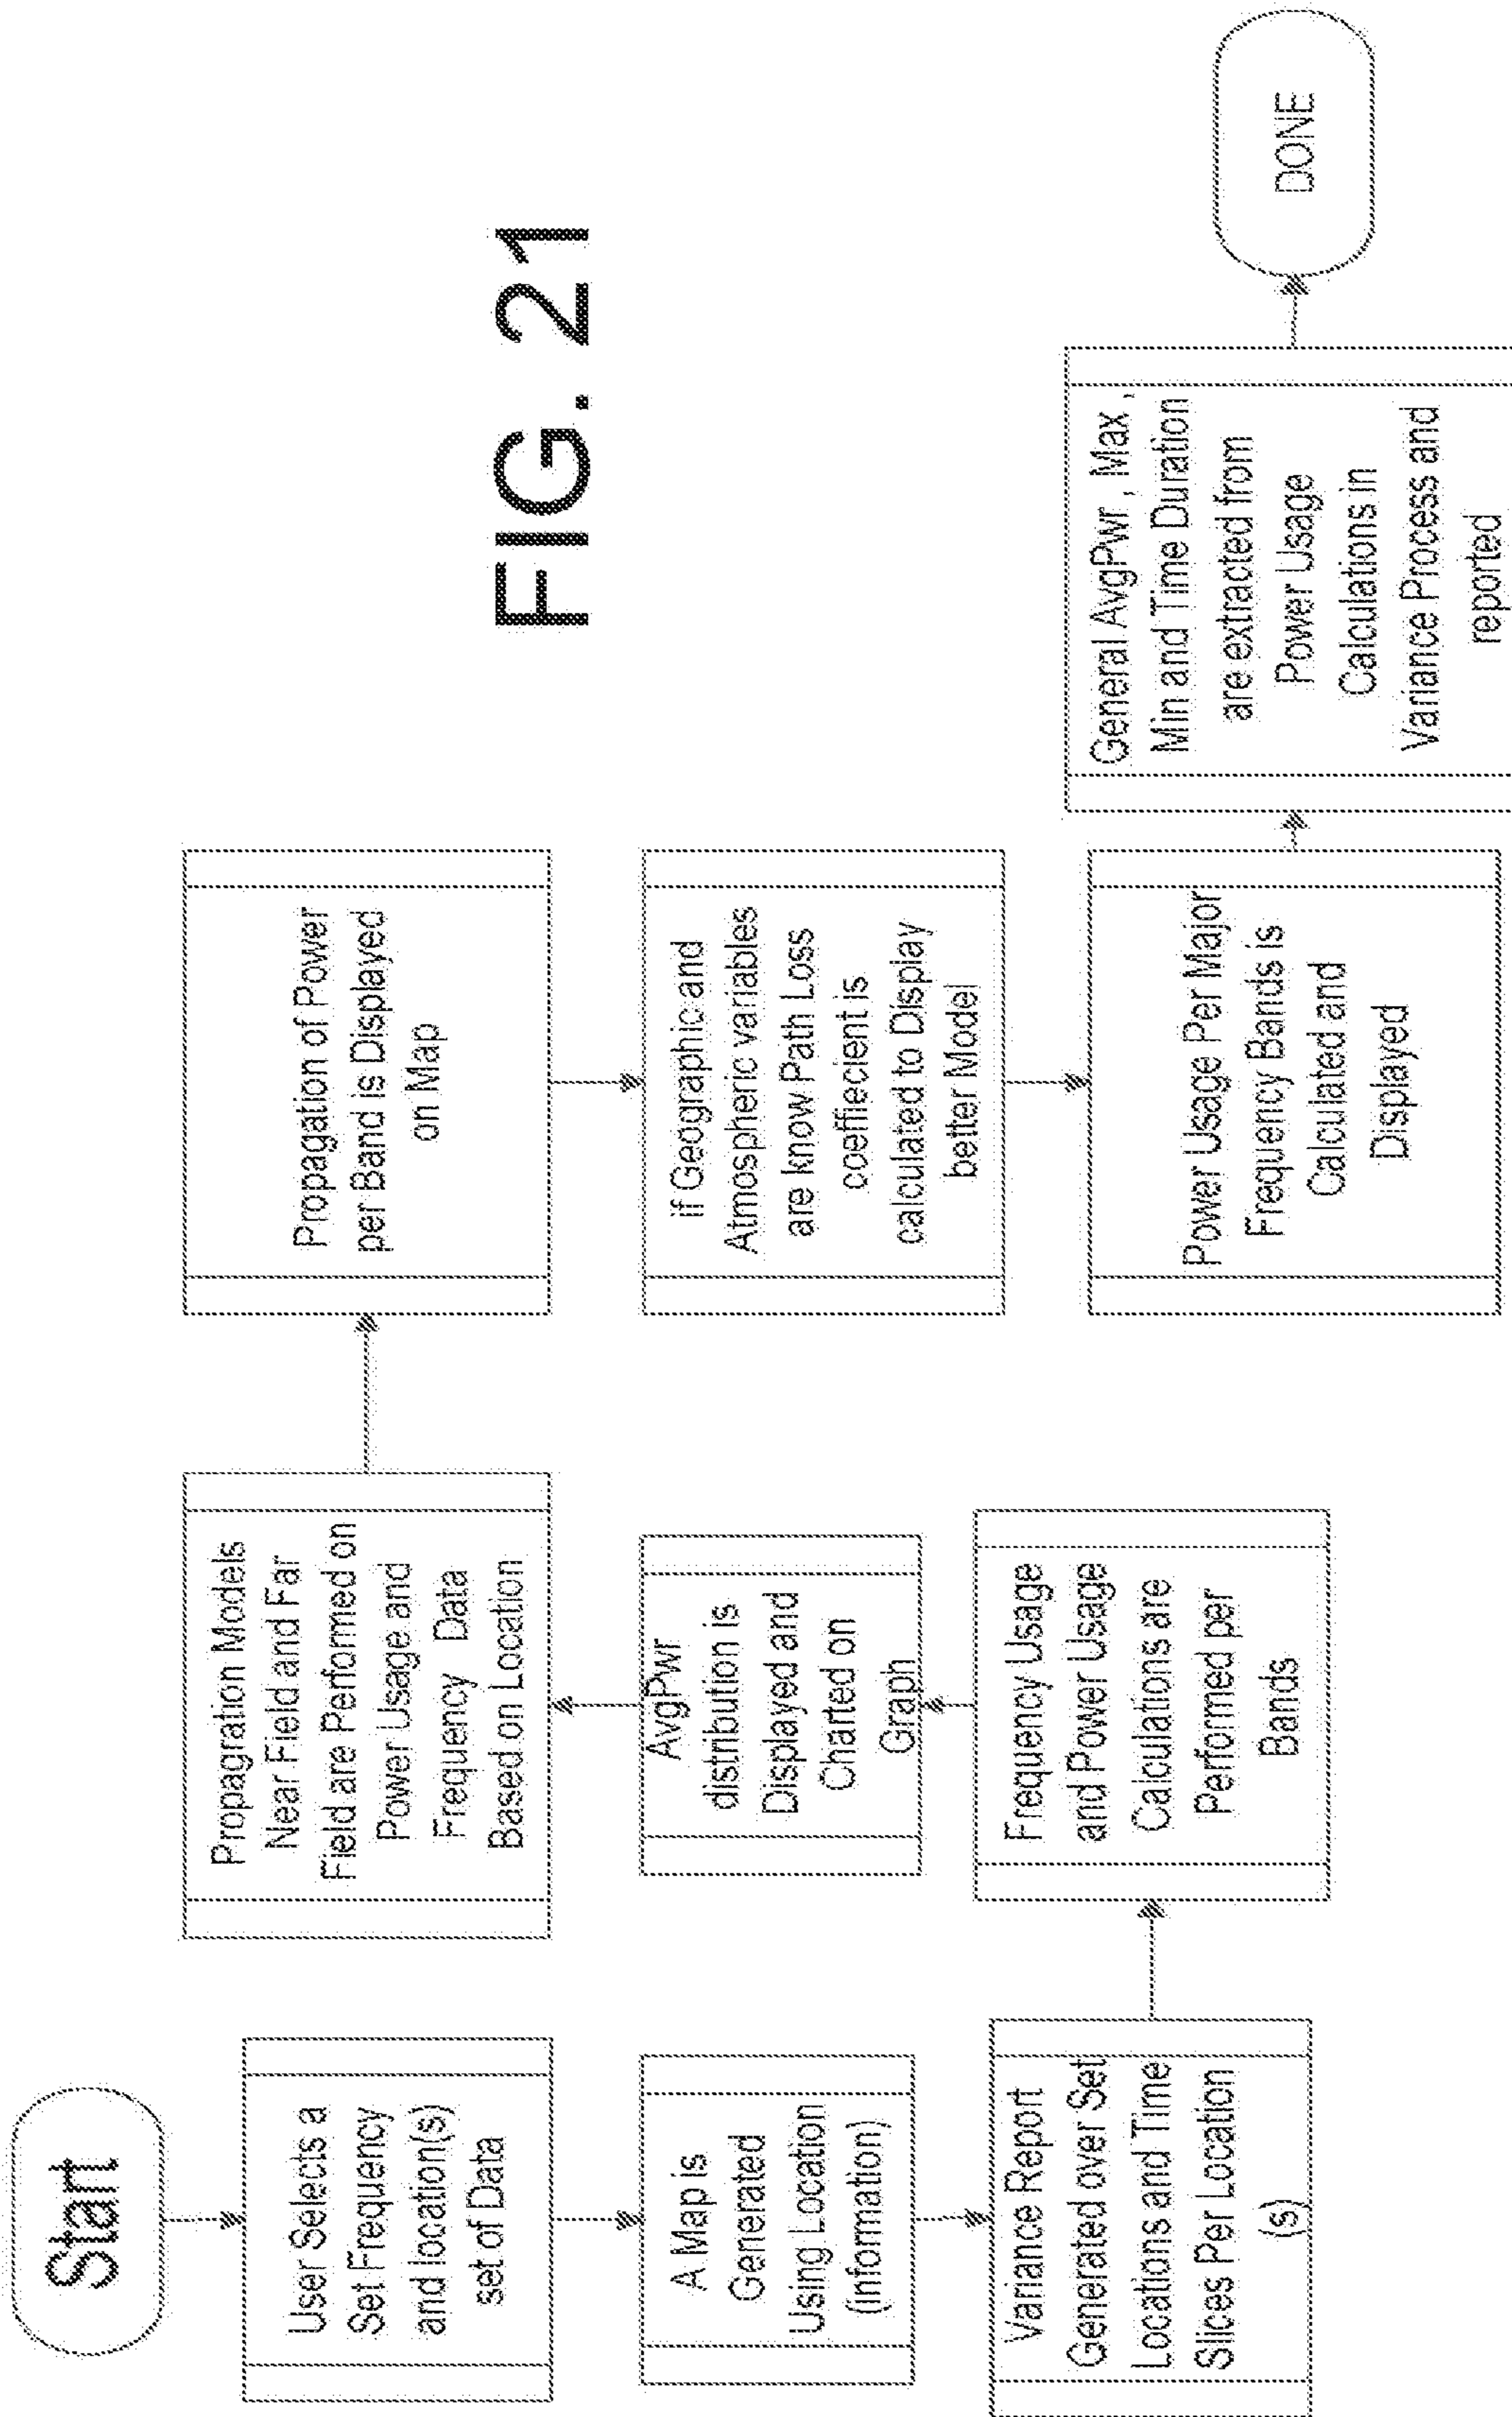 Start
User Selects a
Set Frequency
and location(s)
set of Data
A Map is
Generated
Using Location
(information)
Variance Report
Generated over Set
Locations and Time
Slices Per Location
(s)
Frequency Usage
and Power Usage
Calculations are
Performed per
Bands
AvgPwr
distribution is
Displayed and
Charted on
Graph
Propagration Models
Near Field and Far
Field are Performed on
Power Usage and
Frequency Data
Based on Location
Propagation of Power
per Band is Displayed
on Map
if Geographic and
Atmospheric variables
are know Path Loss
coeffiecient is
calculated to Display
better Model
Power Usage Per Major
Frequency Bands is
Calculated and
Displayed
General AvgPwr , Max ,
Min and Time Duration
are extracted from
Power Usage
Calculations in
Variance Process and
reported
DONE
FIG. 21